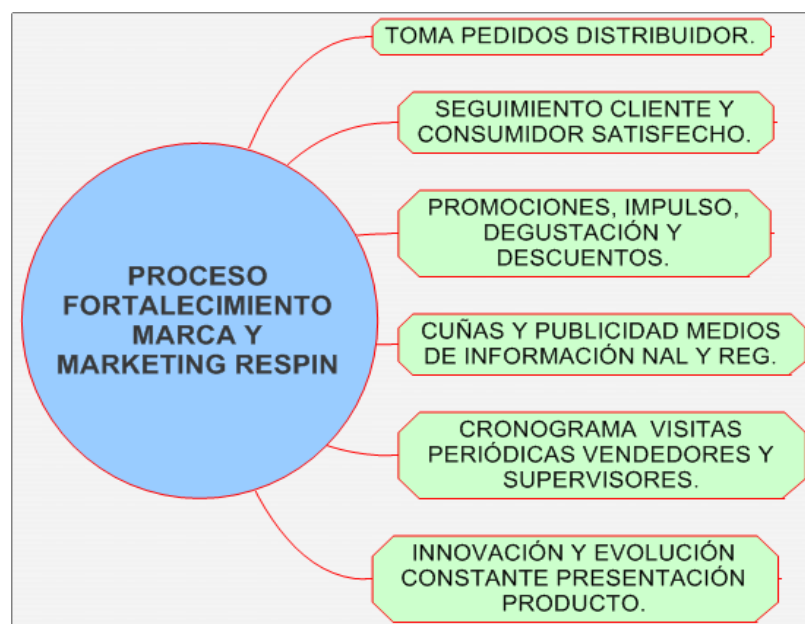 TOMA PEDIDOS DISTRIBUIDOR.
SEGUIMIENTO CLIENTE Y
CONSUMIDOR SATISFECHO.
PROMOCIONES, IMPULSO,
DEGUSTACIÓN Y
DESCUENTOS.
PROCESO
FORTALECIMIENTO
MARCA Y
MARKETING RESPIN
CUÑAS Y PUBLICIDAD MEDIOS
DE INFORMACIÓN NAL Y REG.
CRONOGRAMA  VISITAS
PERIÓDICAS VENDEDORES Y
SUPERVISORES.
INNOVACIÓN Y EVOLUCIÓN
CONSTANTE PRESENTACIÓN
PRODUCTO.